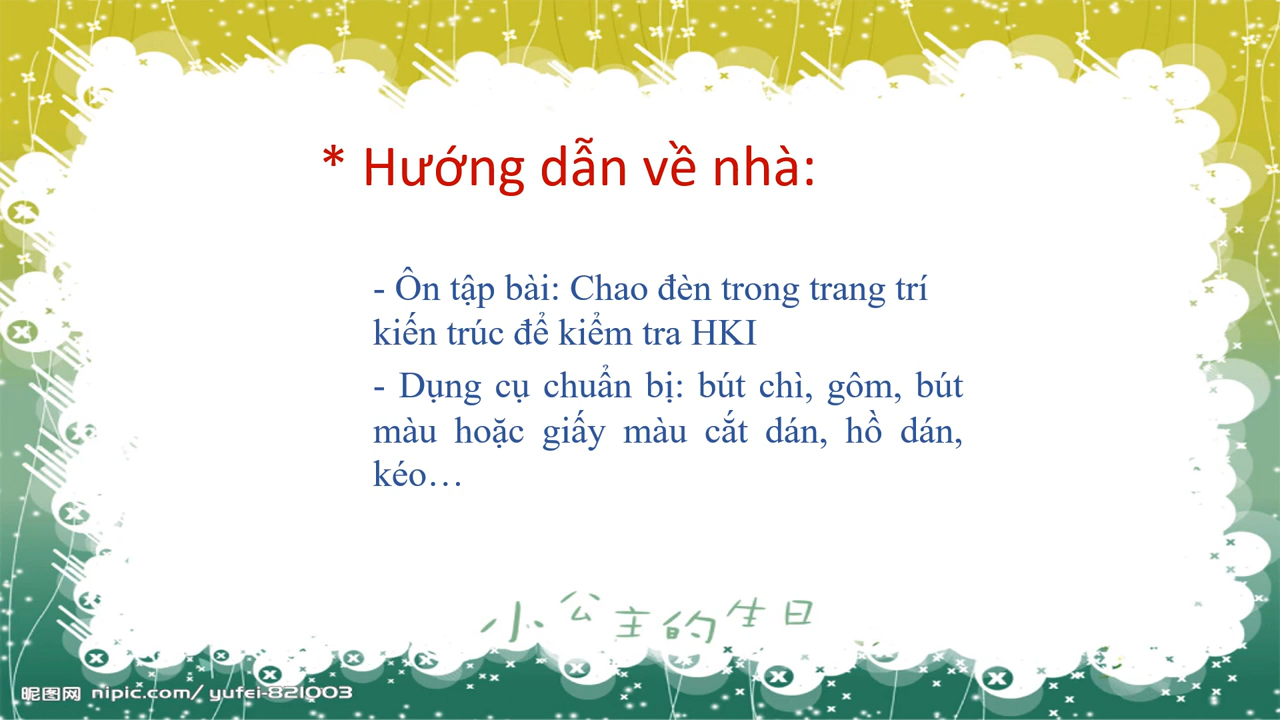 * Hướng dẫn về nhà:
- Ôn tập bài: Chao đèn trong trang trí
kiến trúc để kiểm tra HKI
- Dụng cụ chuẩn bị: bút chì, gôm, bút
màu hoặc giấy màu cắt dán, hồ dán,
kéo…
小公主的生日
昵图网 nipic.com/yufei-821003